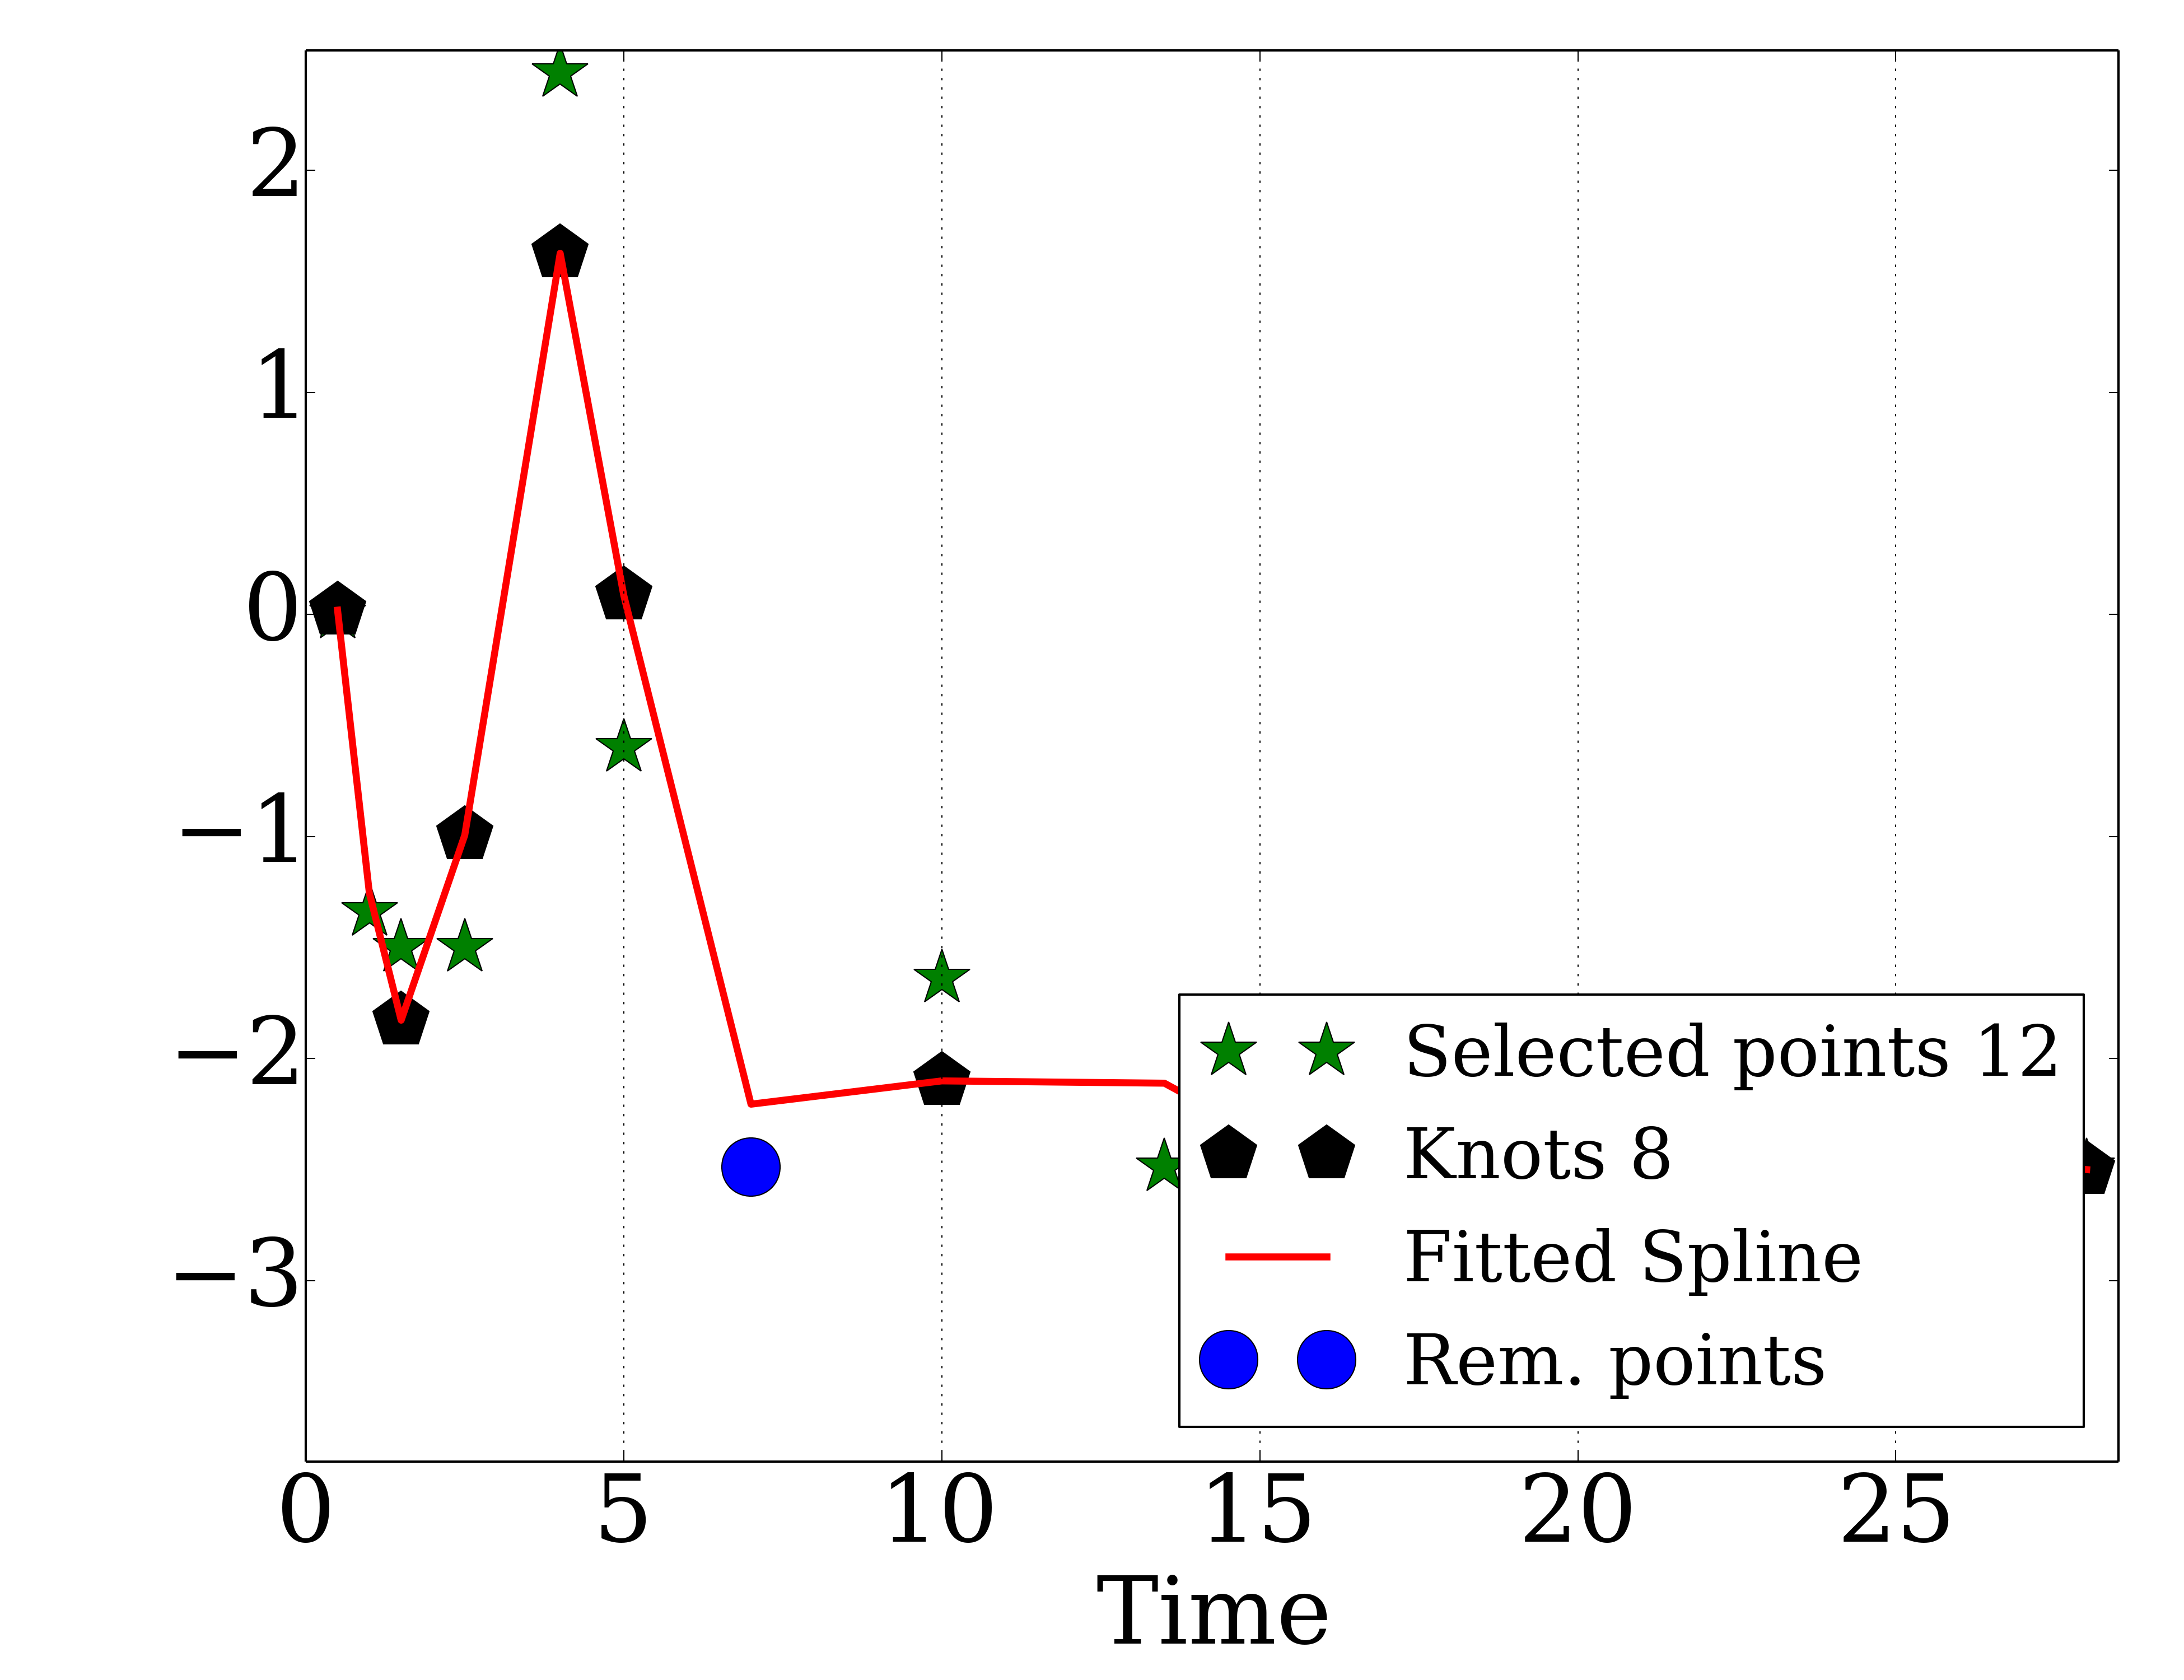 2
1
0
−1
−2
−3
0 5 10 15 20 25
Time
Selected points 12
Knots 8
Fitted Spline
Rem. points